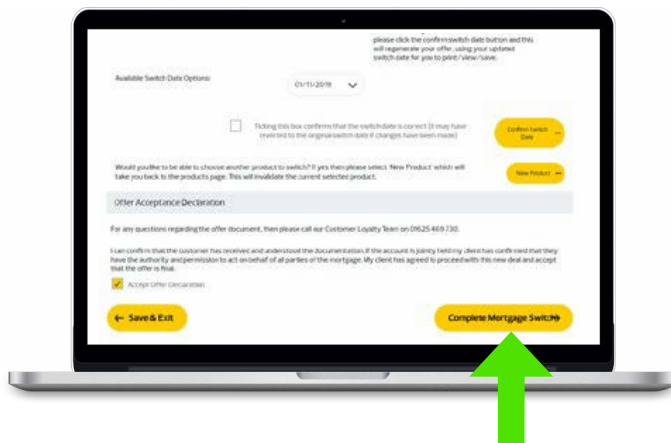 please click the confirm switch date button and this
will regenerate your offer, using your updated
switch date for you to print/view/save.
Available Switch Date Options:
01/11/2019
Ticking this box confirms that the switch date is correct (It may have
reverted to the original switch date if changes have been made)
Confirm Switch
Date
Would you like to be able to choose another product to switch? If yes then please select 'New Product' which will
take you back to the products page. This will invalidate the current selected product.
New Product
Offer Acceptance Declaration
For any questions regarding the offer document, then please call our Customer Loyalty Team on 01625 469 730.
I can confirm that the customer has received and understood the documentation. If the account is jointly held my client has confirmed that they
have the authority and permission to act on behalf of all parties of the mortgage. My client has agreed to proceed with this new deal and accept
that the offer is final.
Accept Offer Declaration
← Save & Exit
Complete Mortgage Switch